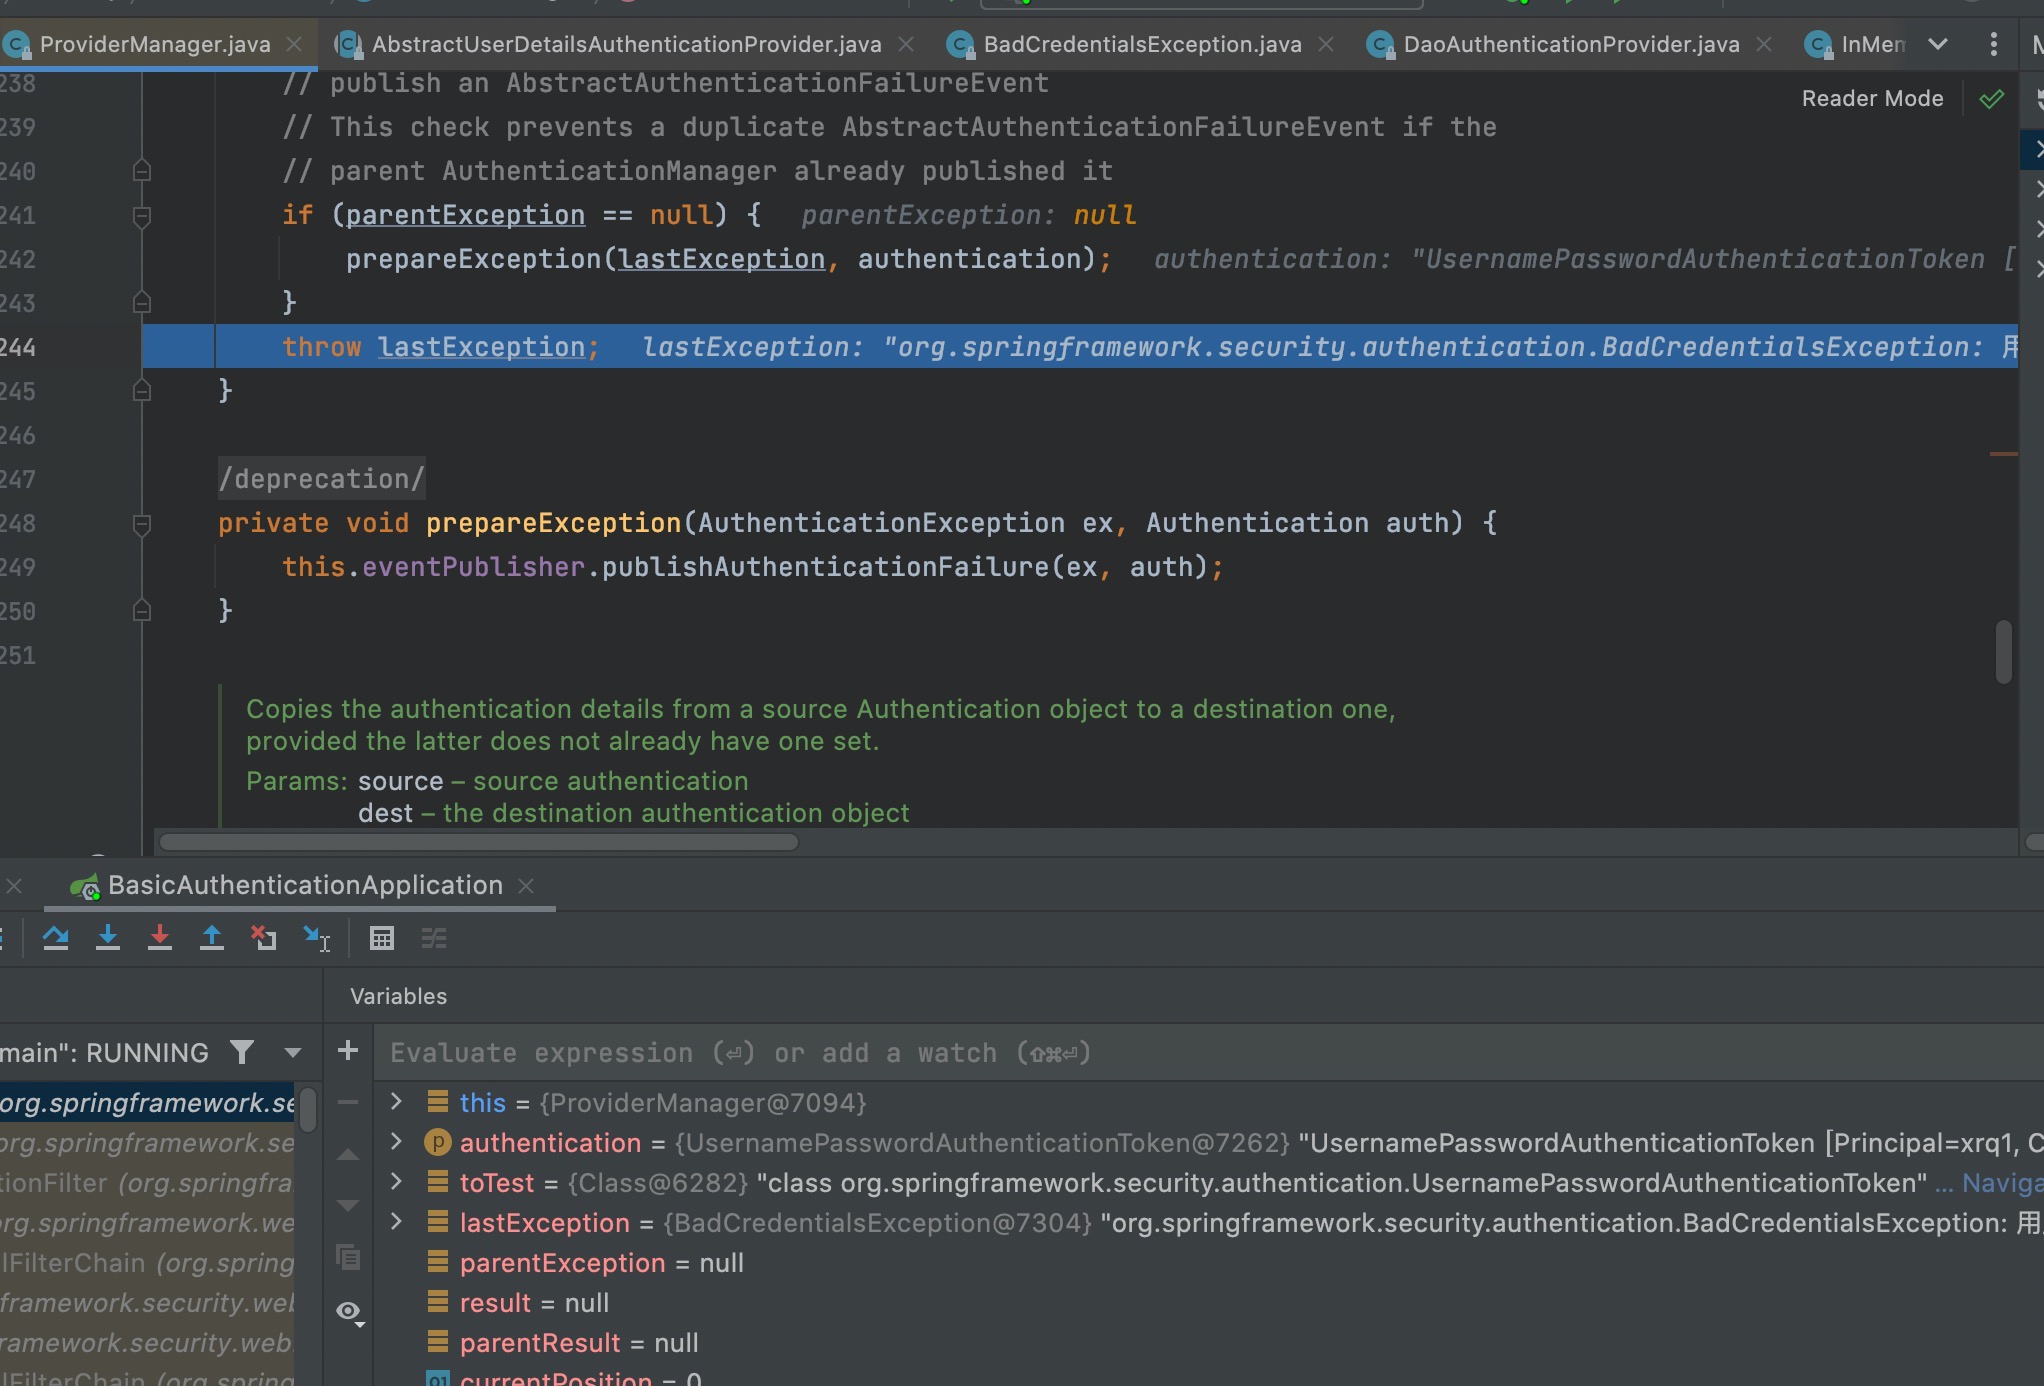 ProviderManager.java
AbstractUserDetailsAuthenticationProvider.java
BadCredentialsException.java
DaoAuthenticationProvider.java
Reader Mode
238 // publish an AbstractAuthenticationFailureEvent
239 // This check prevents a duplicate AbstractAuthenticationFailureEvent if the
240 // parent AuthenticationManager already published it
241 if (parentException == null) { parentException: null
242 prepareException(lastException, authentication); authentication: "UsernamePasswordAuthenticationToken [
243 }
244 throw lastException; lastException: "org.springframework.security.authentication.BadCredentialsException: 用
245 }
246
247 /deprecation/
248 private void prepareException(AuthenticationException ex, Authentication auth) {
249 this.eventPublisher.publishAuthenticationFailure(ex, auth);
250 }
251
Copies the authentication details from a source Authentication object to a destination one,
provided the latter does not already have one set.
Params: source – source authentication
dest – the destination authentication object
BasicAuthenticationApplication
Variables
main": RUNNING
Evaluate expression (⏎) or add a watch (⇧⌘⏎)
org.springframework.se
org.springframework.se
tionFilter (org.springfra
org.springframework.we
lFilterChain (org.spring
framework.security.wel
ramework.security.web
lFilterChain (org.spring
this = {ProviderManager@7094}
authentication = {UsernamePasswordAuthenticationToken@7262} "UsernamePasswordAuthenticationToken [Principal=xrq1, C
toTest = {Class@6282} "class org.springframework.security.authentication.UsernamePasswordAuthenticationToken" ... Naviga
lastException = {BadCredentialsException@7304} "org.springframework.security.authentication.BadCredentialsException: 用
parentException = null
result = null
parentResult = null
currentPosition = 0